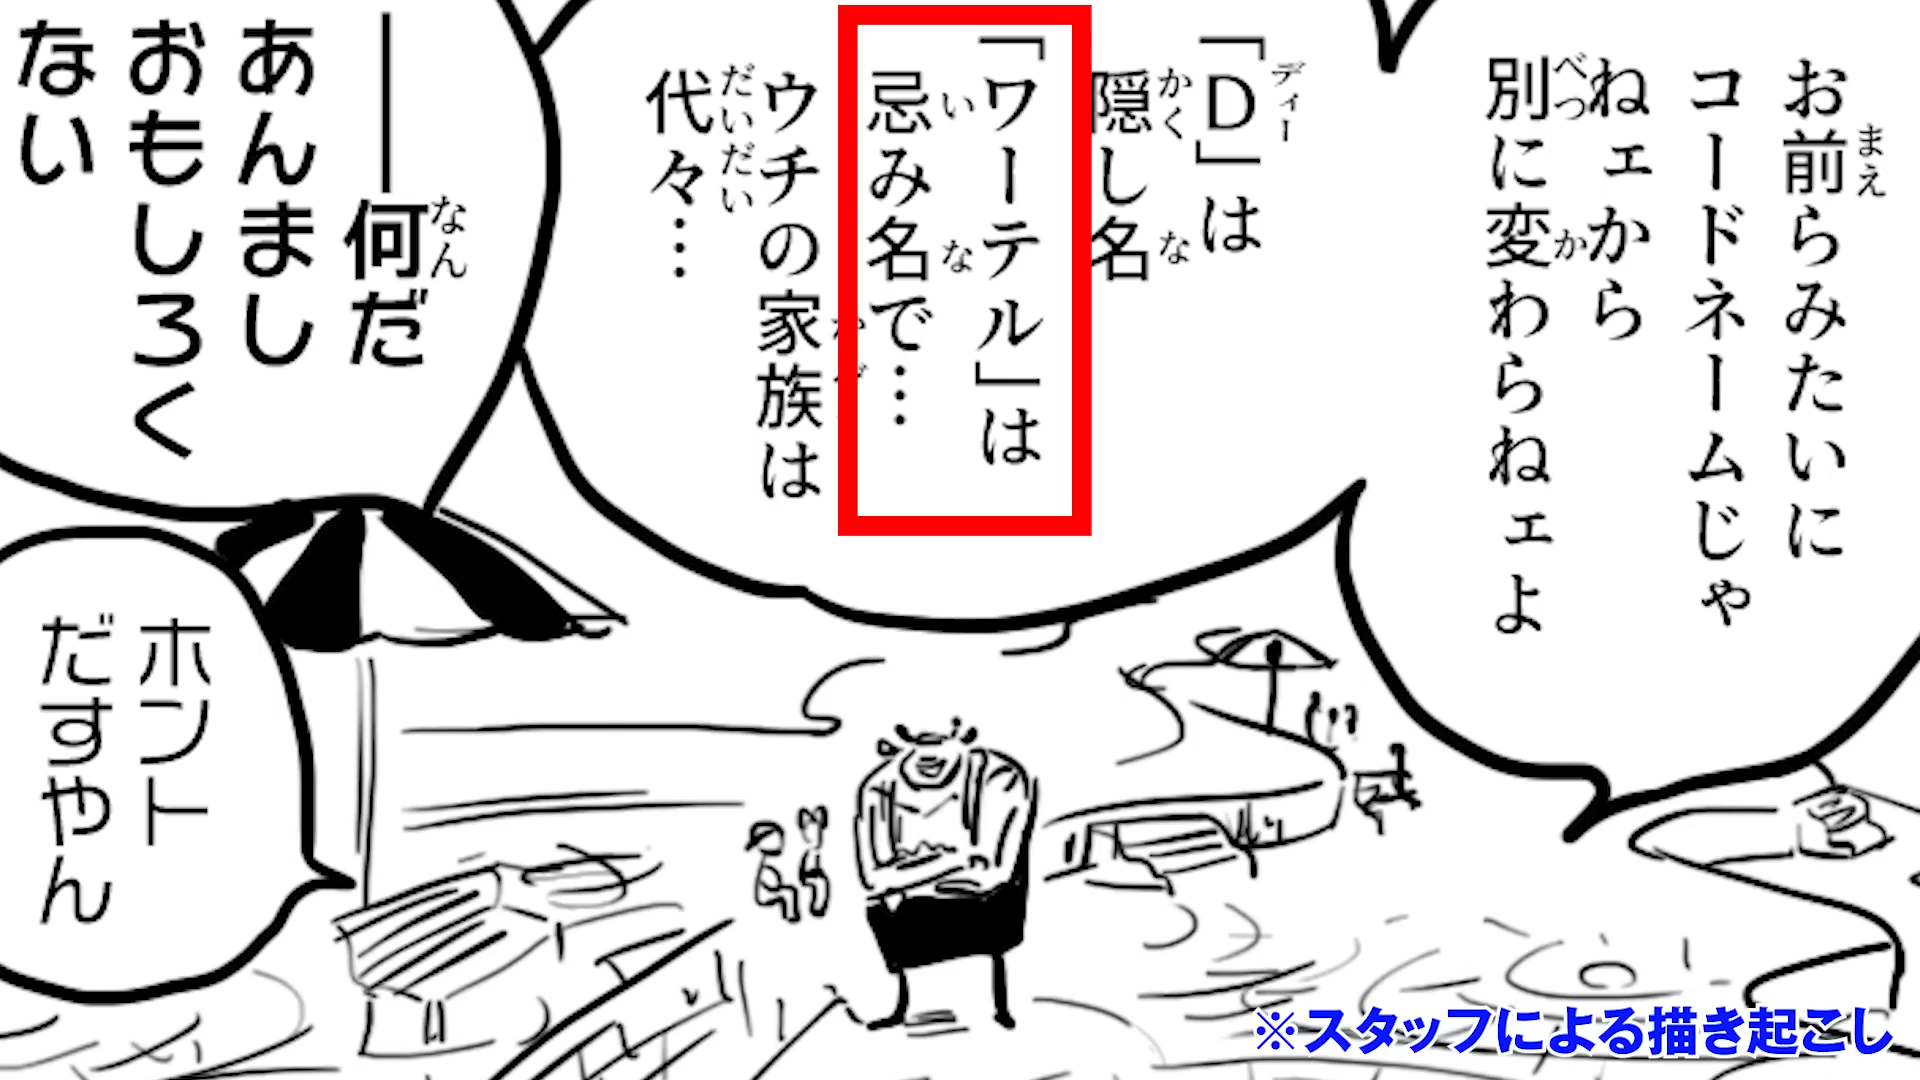 お前らみたいに
コードネームじゃ
ねェから
別に変わらねェよ
「D」は
隠し名
「ワーテル」は
忌み名で…
ウチの家族は
代々…
――何だ
あんまし
おもしろく
ない
ホント
だすやん
※スタッフによる描き起こし